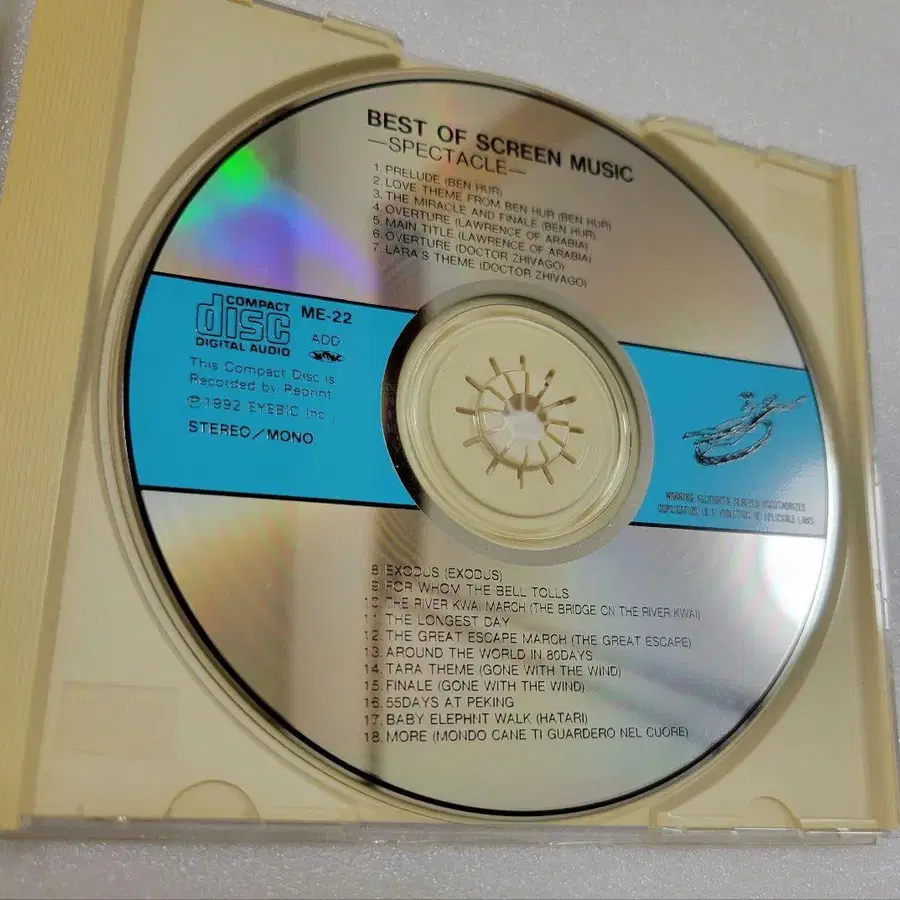 BEST OF SCREEN MUSIC
—SPECTACLE—
1. PRELUDE (BEN HUR)
2. LOVE THEME FROM BEN HUR (BEN HUR)
3. THE MIRACLE AND FINALE (BEN HUR)
4. OVERTURE (LAWRENCE OF ARABIA)
5. MAIN TITLE (LAWRENCE OF ARABIA)
6. OVERTURE (DOCTOR ZHIVAGO)
7. LARA'S THEME (DOCTOR ZHIVAGO)
COMPACT
disc
DIGITAL AUDIO
ME-22
ADD
This Compact Disc is
Recorded by Reprint
Ⓟ1992 EYEBIC Inc.,
STEREO/MONO
8. EXODUS (EXODUS)
9. FOR WHOM THE BELL TOLLS
10. THE RIVER KWAI MARCH (THE BRIDGE ON THE RIVER KWAI)
11. THE LONGEST DAY
12. THE GREAT ESCAPE MARCH (THE GREAT ESCAPE)
13. AROUND THE WORLD IN 80DAYS
14. TARA THEME (GONE WITH THE WIND)
15. FINALE (GONE WITH THE WIND)
16. 55DAYS AT PEKING
17. BABY ELEPHNT WALK (HATARI)
18. MORE (MONDO CANE TI GUARDERO NEL CUORE)